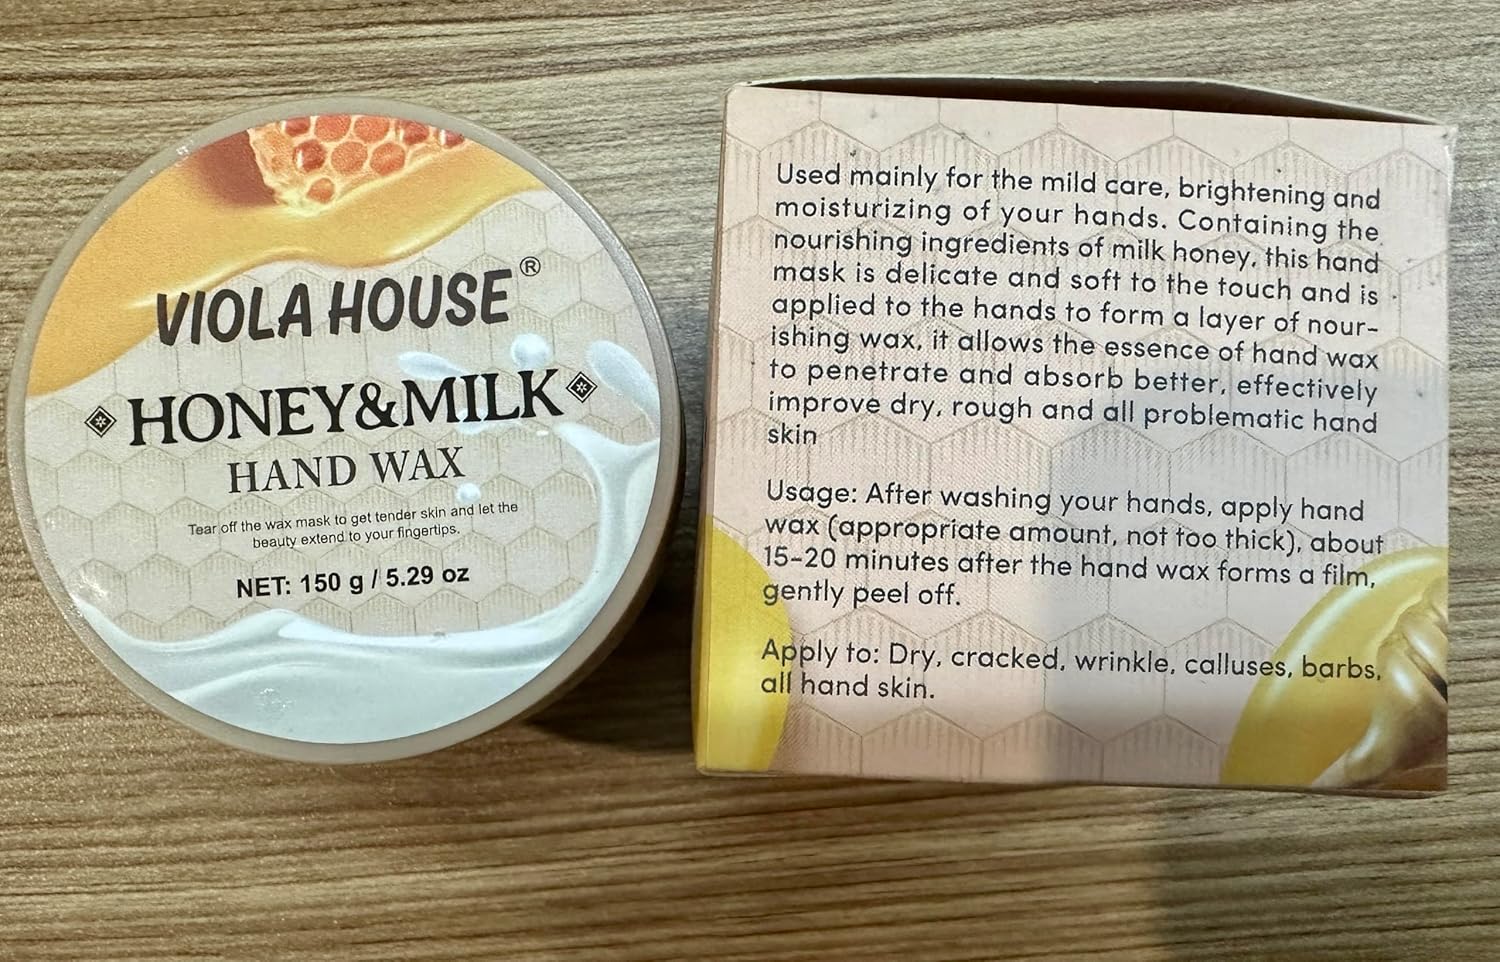 VIOLA HOUSE®
HONEY&MILK
HAND WAX
Tear off the wax mask to get tender skin and let the
beauty extend to your fingertips.
NET: 150 g / 5.29 oz
Used mainly for the mild care, brightening and
moisturizing of your hands. Containing the
nourishing ingredients of milk honey, this hand
mask is delicate and soft to the touch and is
applied to the hands to form a layer of nour-
ishing wax, it allows the essence of hand wax
to penetrate and absorb better, effectively
improve dry, rough and all problematic hand
skin
Usage: After washing your hands, apply hand
wax (appropriate amount, not too thick), about
15-20 minutes after the hand wax forms a film,
gently peel off.
Apply to: Dry, cracked, wrinkle, calluses, barbs,
all hand skin.